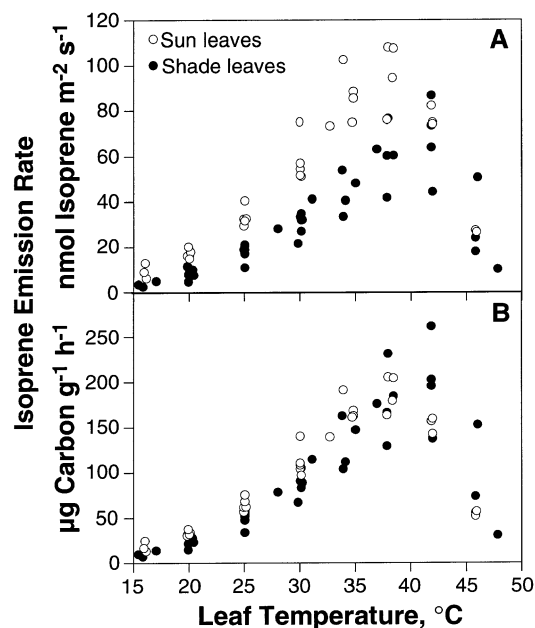 Isoprene Emission Rate
nmol Isoprene m-2 s-1
120
100
80
60
40
20
0
Sun leaves
Shade leaves
A
µg Carbon g-1 h-1
250
200
150
100
50
0
B
15 20 25 30 35 40 45 50
Leaf Temperature, °C